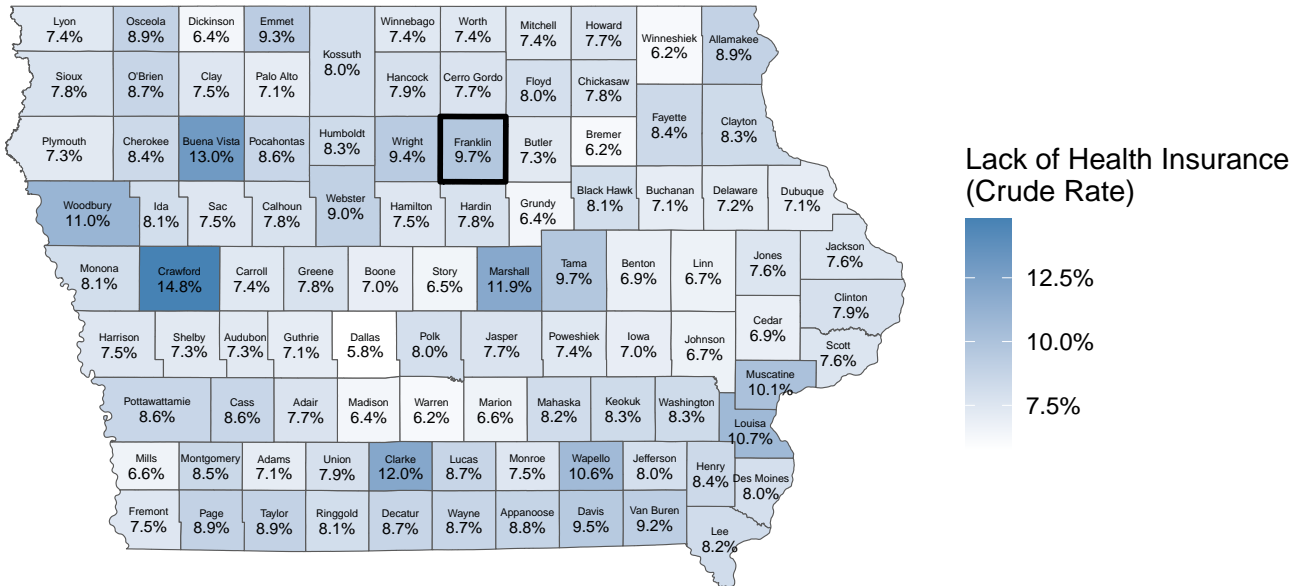 Lyon
7.4%
Osceola
8.9%
Dickinson
6.4%
Emmet
9.3%
Kossuth
8.0%
Winnebago
7.4%
Worth
7.4%
Mitchell
7.4%
Howard
7.7%
Winneshiek
6.2%
Allamakee
8.9%
Sioux
7.8%
O'Brien
8.7%
Clay
7.5%
Palo Alto
7.1%
Hancock
7.9%
Cerro Gordo
7.7%
Floyd
8.0%
Chickasaw
7.8%
Fayette
8.4%
Clayton
8.3%
Plymouth
7.3%
Cherokee
8.4%
Buena Vista
13.0%
Pocahontas
8.6%
Humboldt
8.3%
Wright
9.4%
Franklin
9.7%
Butler
7.3%
Bremer
6.2%
Woodbury
11.0%
Ida
8.1%
Sac
7.5%
Calhoun
7.8%
Webster
9.0%
Hamilton
7.5%
Hardin
7.8%
Grundy
6.4%
Black Hawk
8.1%
Buchanan
7.1%
Delaware
7.2%
Dubuque
7.1%
Monona
8.1%
Crawford
14.8%
Carroll
7.4%
Greene
7.8%
Boone
7.0%
Story
6.5%
Marshall
11.9%
Tama
9.7%
Benton
6.9%
Linn
6.7%
Jones
7.6%
Jackson
7.6%
Clinton
7.9%
Harrison
7.5%
Shelby
7.3%
Audubon
7.3%
Guthrie
7.1%
Dallas
5.8%
Polk
8.0%
Jasper
7.7%
Poweshiek
7.4%
Iowa
7.0%
Johnson
6.7%
Cedar
6.9%
Scott
7.6%
Muscatine
10.1%
Pottawattamie
8.6%
Cass
8.6%
Adair
7.7%
Madison
6.4%
Warren
6.2%
Marion
6.6%
Mahaska
8.2%
Keokuk
8.3%
Washington
8.3%
Louisa
10.7%
Mills
6.6%
Montgomery
8.5%
Adams
7.1%
Union
7.9%
Clarke
12.0%
Lucas
8.7%
Monroe
7.5%
Wapello
10.6%
Jefferson
8.0%
Henry
8.4%
Des Moines
8.0%
Fremont
7.5%
Page
8.9%
Taylor
8.9%
Ringgold
8.1%
Decatur
8.7%
Wayne
8.7%
Appanoose
8.8%
Davis
9.5%
Van Buren
9.2%
Lee
8.2%
Lack of Health Insurance
(Crude Rate)
12.5%
10.0%
7.5%